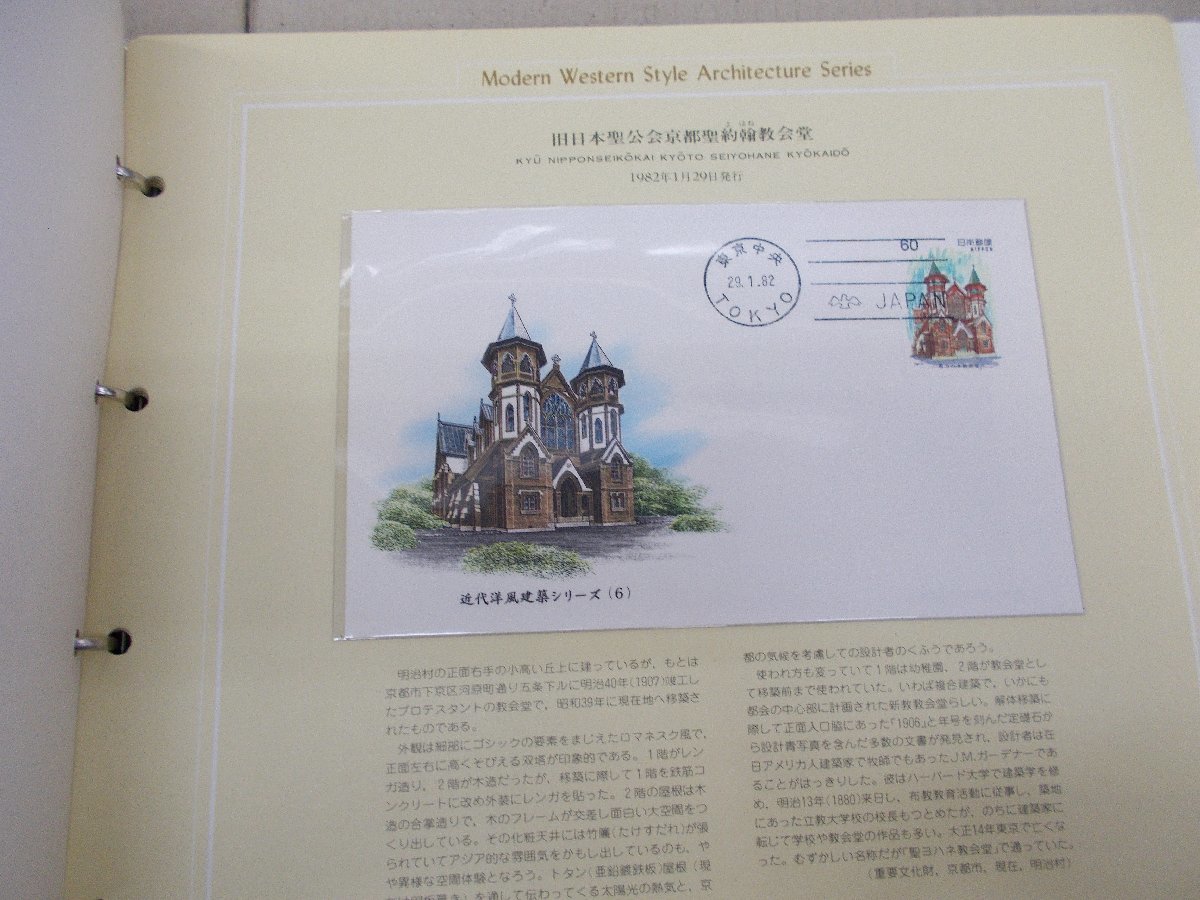 Modern Western Style Architecture Series
よはね
旧日本聖公会京都聖約翰教会堂
KYŪ NIPPONSEIKŌKAI KYŌTO SEIYOHANE KYŌKAIDŌ
1982年1月29日発行
東京中央
29.1.82
TOKYO
JAPAN
60
日本郵便
NIPPON
近代洋風建築シリーズ(6)
明治村の正面右手の小高い丘上に建っているが、もとは
京都市下京区河原町通り五条下ルに明治40年(1907)竣工し
たプロテスタントの教会堂で、昭和39年に現在地へ移築さ
れたものである。
外観は細部にゴシックの要素をまじえたロマネスク風で、
正面左右に高くそびえる双塔が印象的である。1階がレン
ガ造り、2階が木造だったが、移築に際して1階を鉄筋コ
ンクリートに改め外装にレンガを貼った。2階の屋根は木
造の合掌造りで、木のフレームが交差し面白い大空間をつ
くり出している。その化粧天井には竹簾(たけすだれ)が張
られていてアジア的な雰囲気をかもし出しているのも、や
や異様な空間体験となろう。トタン(亜鉛鍍鉄板)屋根(現
を通して伝わってくる太陽光の熱気と、京
都の気候を考慮しての設計者のくふうであろう。
使われ方も変っていて1階は幼稚園、2階が教会堂とし
て移築前まで使われていた。いわば複合建築で、いかにも
都会の中心部に計画された新教教会堂らしい。解体移築に
際して正面入口脇にあった「1906」と年号を刻んだ定礎石か
ら設計青写真を含んだ多数の文書が発見され、設計者は在
日アメリカ人建築家で牧師でもあったJ.M.ガーデナーであ
ることがはっきりした。彼はハーバード大学で建築学を修
め、明治13年(1880)来日し、布教教育活動に従事し、築地
にあった立教大学校の校長もつとめたが、のちに建築家に
転じて学校や教会堂の作品も多い。大正14年東京で亡くな
った。むずかしい名称だが「聖ヨハネ教会堂」で通っていた。
(重要文化財、京都市、現在、明治村)